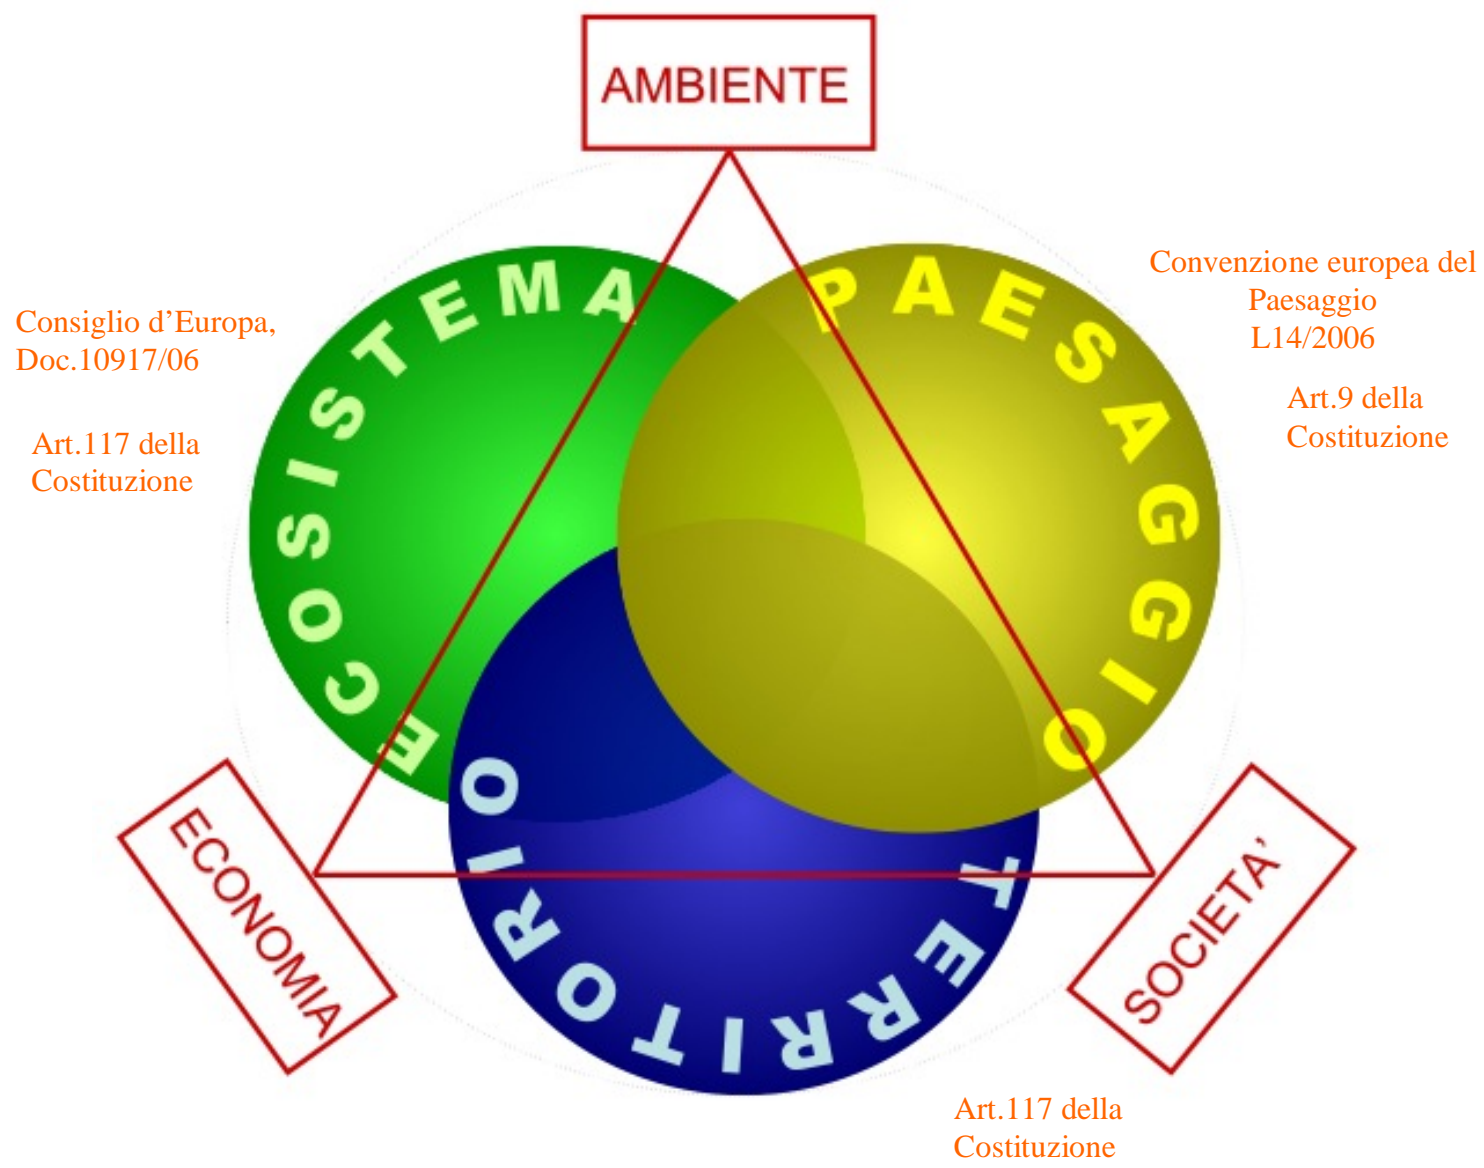 AMBIENTE
ECOSISTEMA
PAESAGGIO
Convenzione europea del
Paesaggio
L14/2006
Consiglio d’Europa,
Doc.10917/06
Art.9 della
Costituzione
Art.117 della
Costituzione
ECONOMIA
SOCIETA’
TERRITORIO
Art.117 della
Costituzione